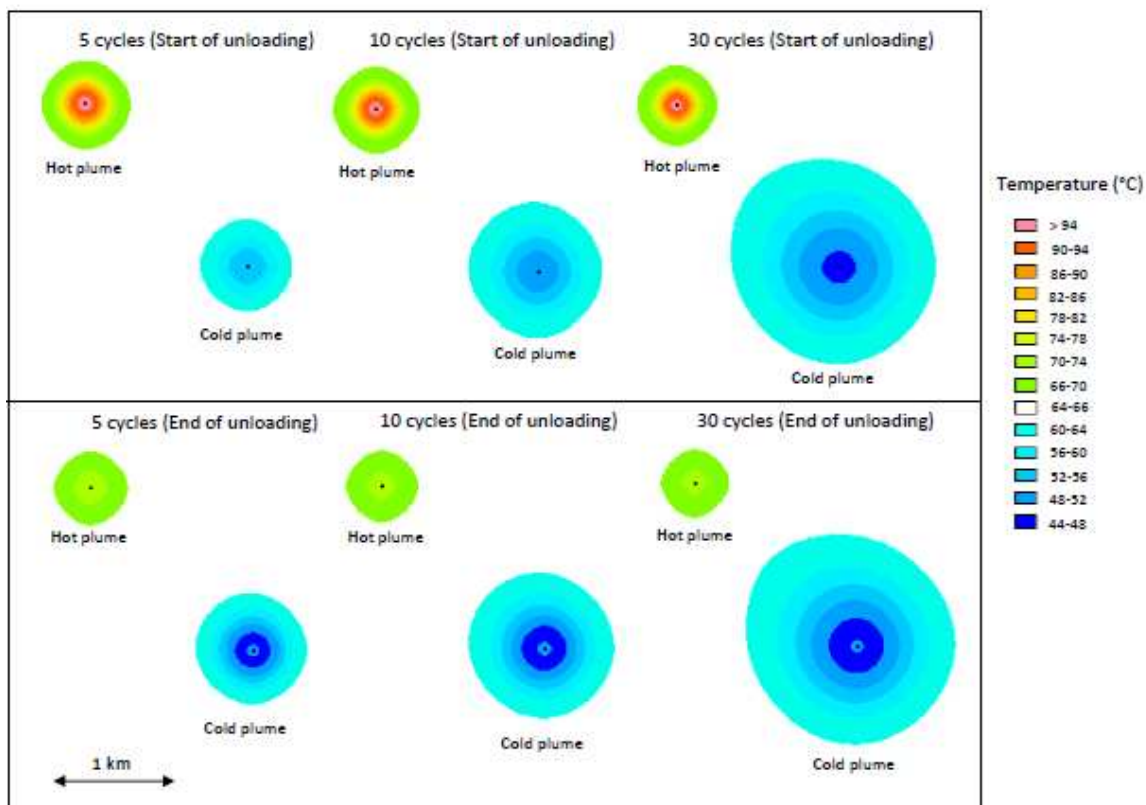 5 cycles (Start of unloading)
10 cycles (Start of unloading)
30 cycles (Start of unloading)
Hot plume
Hot plume
Hot plume
Cold plume
Cold plume
Cold plume
5 cycles (End of unloading)
10 cycles (End of unloading)
30 cycles (End of unloading)
Hot plume
Hot plume
Hot plume
Cold plume
Cold plume
Cold plume
1 km
Temperature (°C)
> 94
90-94
86-90
82-86
78-82
74-78
70-74
66-70
64-66
60-64
56-60
52-56
48-52
44-48